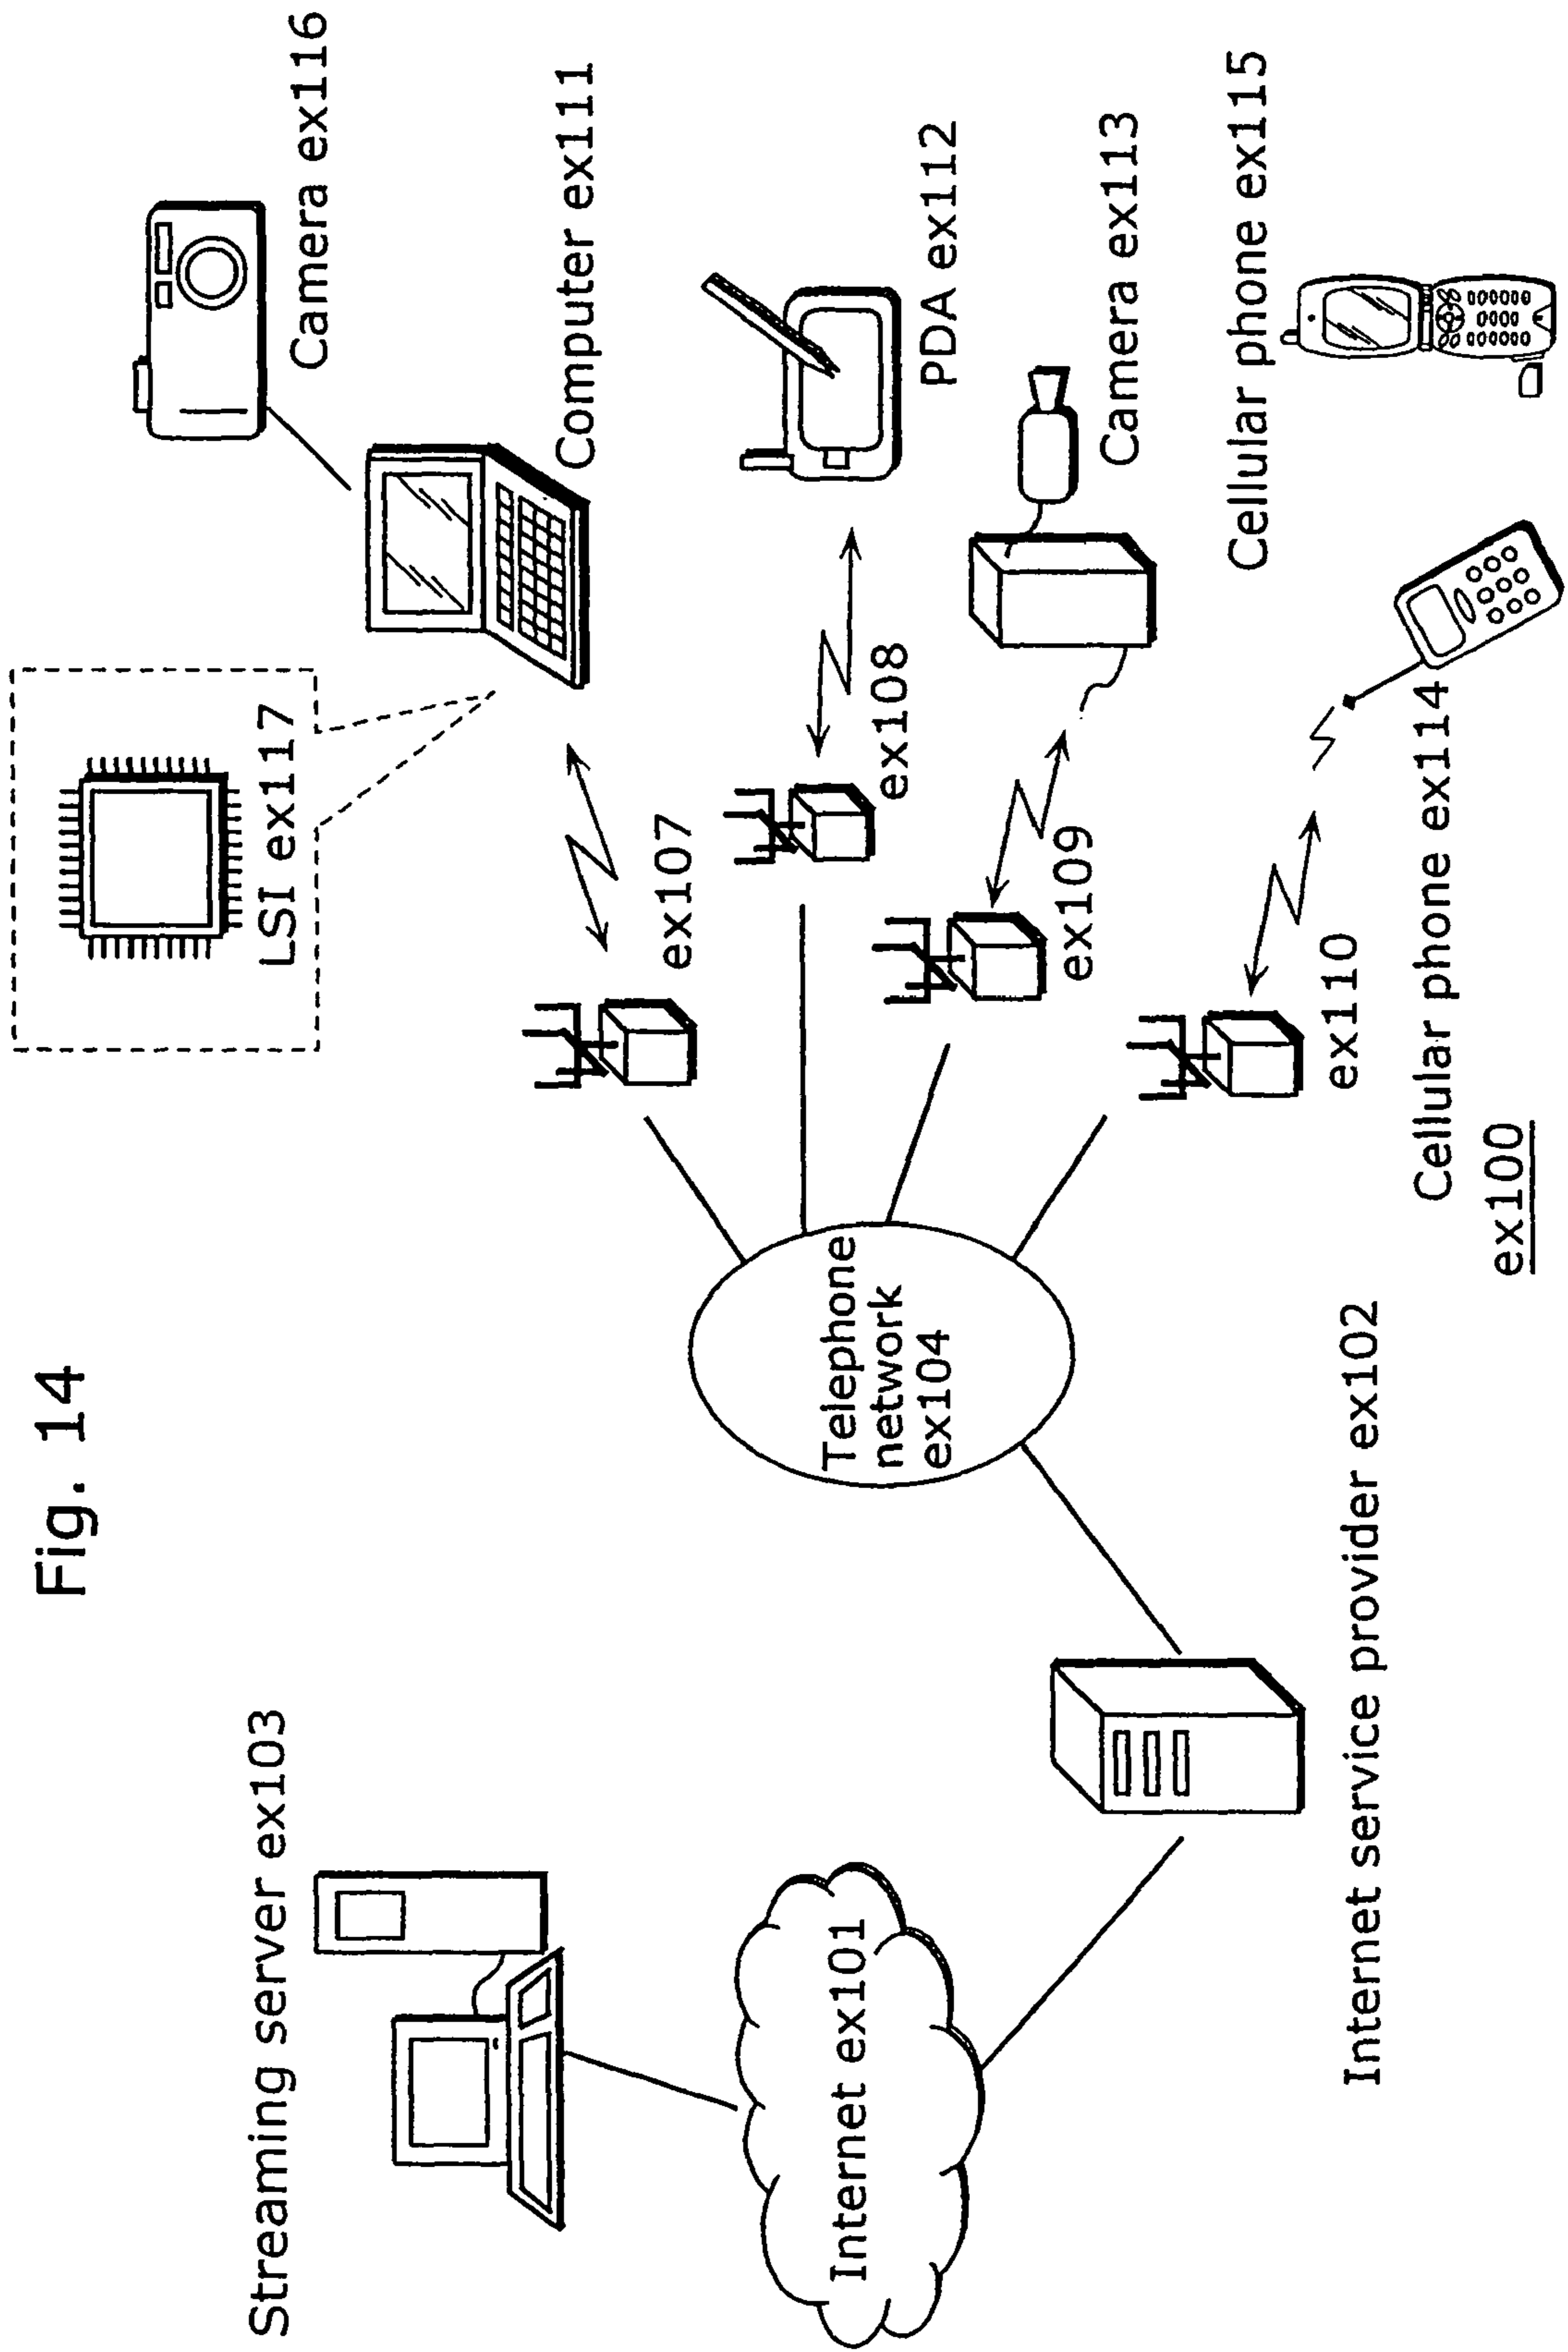 Fig. 14
Streaming server ex103
Internet ex101
Internet service provider ex102
Telephone
network
ex104
LSI ex117
Camera ex116
Computer ex111
ex107
ex108
PDA ex112
ex109
Camera ex113
ex110
Cellular phone ex115
Cellular phone ex114
ex100